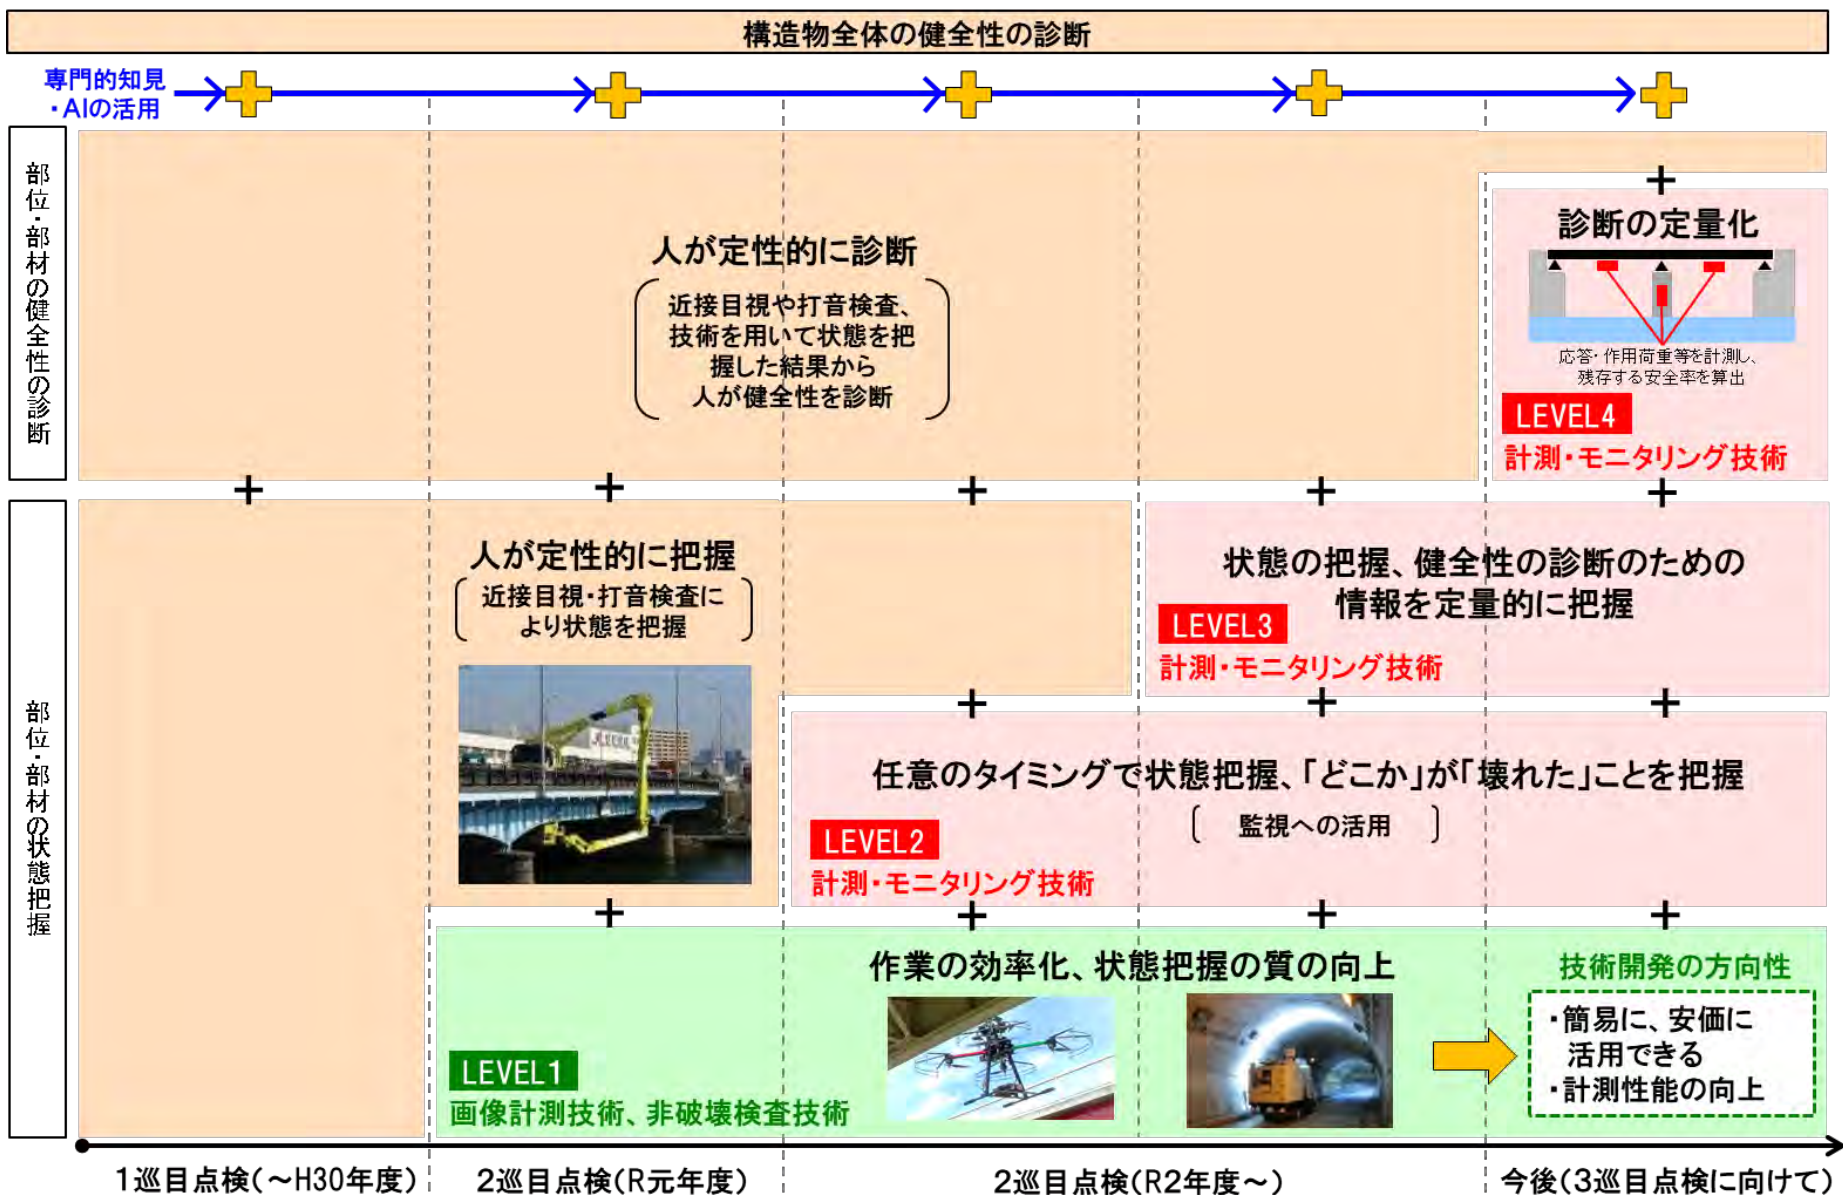 構造物全体の健全性の診断
専門的知見
・AIの活用
部位・部材の健全性の診断
人が定性的に診断
近接目視や打音検査、
技術を用いて状態を把
握した結果から
人が健全性を診断
+
診断の定量化
応答・作用荷重等を計測し、
残存する安全率を算出
LEVEL4
計測・モニタリング技術
+ + + + +
部位・部材の状態把握
人が定性的に把握
近接目視・打音検査に
より状態を把握
状態の把握、健全性の診断のための
情報を定量的に把握
LEVEL3
計測・モニタリング技術
+ + +
任意のタイミングで状態把握、「どこか」が「壊れた」ことを把握
〔 監視への活用 〕
LEVEL2
計測・モニタリング技術
+ + + +
作業の効率化、状態把握の質の向上
LEVEL1
画像計測技術、非破壊検査技術
技術開発の方向性
・簡易に、安価に
活用できる
・計測性能の向上
1巡目点検(～H30年度)
2巡目点検(R元年度)
2巡目点検(R2年度～)
今後(3巡目点検に向けて)